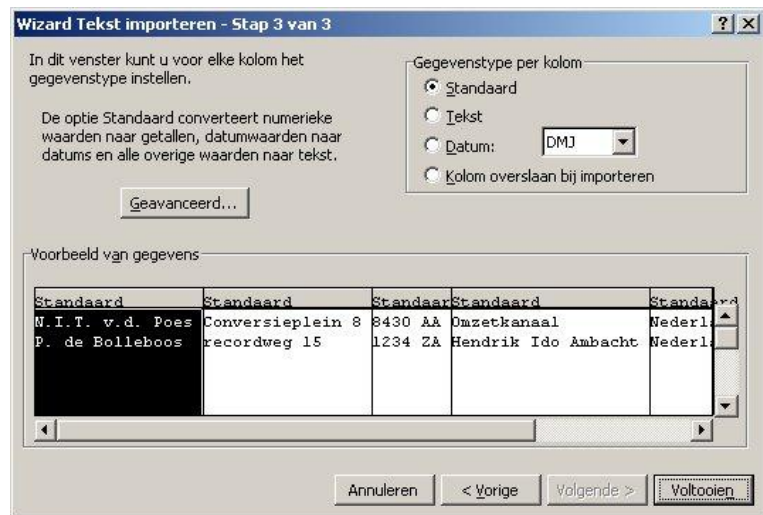 Wizard Tekst importeren - Stap 3 van 3
In dit venster kunt u voor elke kolom het
gegevenstype instellen.
De optie Standaard converteert numerieke
waarden naar getallen, datumwaarden naar
datums en alle overige waarden naar tekst.
Geavanceerd...
Gegevenstype per kolom
Standaard
Tekst
Datum: DMJ
Kolom overslaan bij importeren
Voorbeeld van gegevens
Standaard Standaard Standaar Standaard Standaard
N.I.T. v.d. Poes Conversieplein 8 8430 AA Omzetkanaal Nederla
P. de Bolleboos recordweg 15 1234 ZA Hendrik Ido Ambacht Nederla
Annuleren < Vorige Volgende > Voltooien